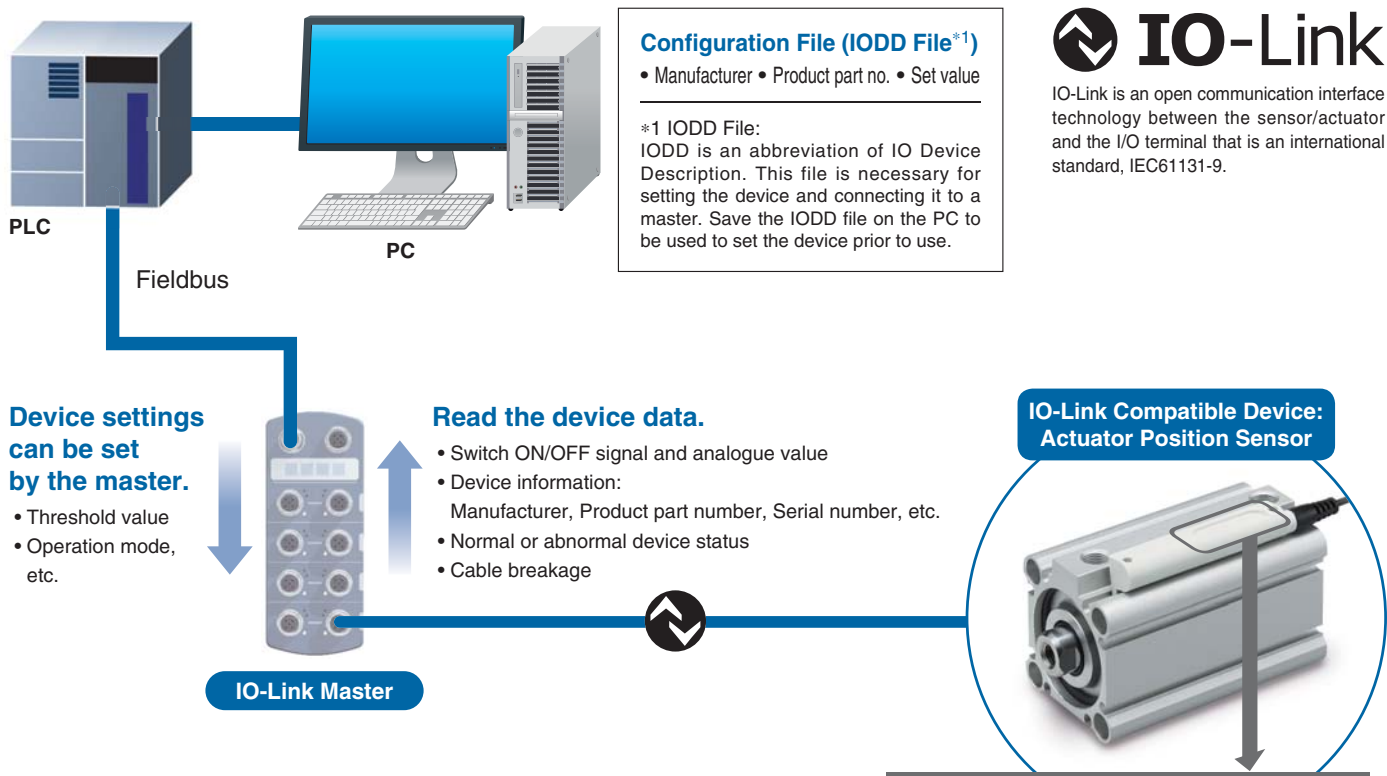 PLC
PC
Fieldbus
Configuration File (IODD File*1)
• Manufacturer • Product part no. • Set value
*1 IODD File:
IODD is an abbreviation of IO Device
Description. This file is necessary for
setting the device and connecting it to a
master. Save the IODD file on the PC to
be used to set the device prior to use.
IO-Link
IO-Link is an open communication interface
technology between the sensor/actuator
and the I/O terminal that is an international
standard, IEC61131-9.
Device settings
can be set
by the master.
• Threshold value
• Operation mode,
etc.
Read the device data.
• Switch ON/OFF signal and analogue value
• Device information:
Manufacturer, Product part number, Serial number, etc.
• Normal or abnormal device status
• Cable breakage
IO-Link Master
IO-Link Compatible Device:
Actuator Position Sensor